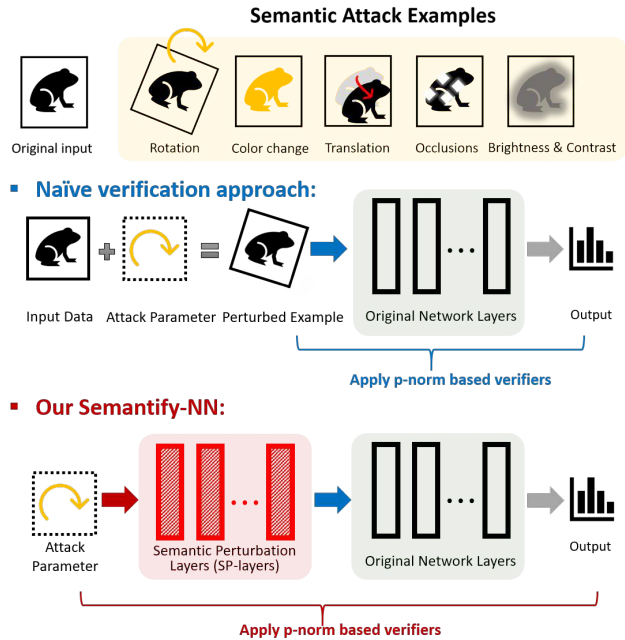 Semantic Attack Examples
Original input
Rotation
Color change
Translation
Occlusions
Brightness & Contrast
▪ Naïve verification approach:
Input Data
Attack Parameter
Perturbed Example
Original Network Layers
Output
Apply p-norm based verifiers
▪ Our Semantify-NN:
Attack
Parameter
Semantic Perturbation
Layers (SP-layers)
Original Network Layers
Output
Apply p-norm based verifiers